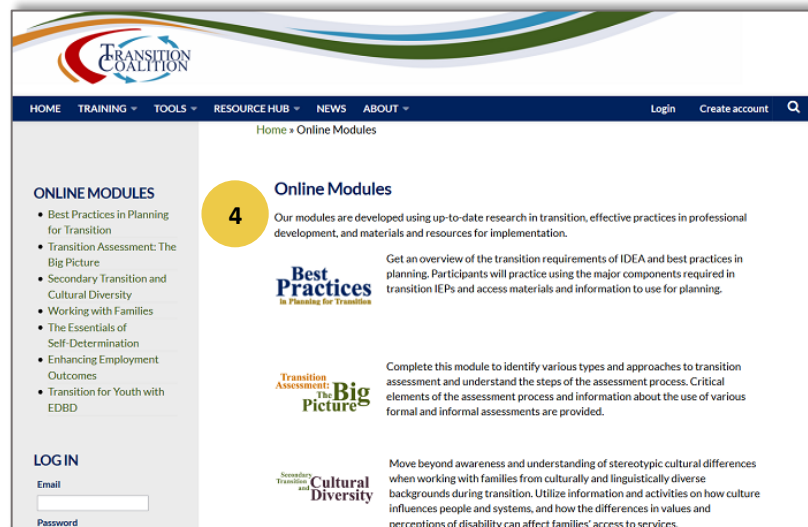 TRANSITION
COALITION
HOME TRAINING TOOLS RESOURCE HUB NEWS ABOUT Login Create account
Home » Online Modules
ONLINE MODULES
• Best Practices in Planning
for Transition
• Transition Assessment: The
Big Picture
• Secondary Transition and
Cultural Diversity
• Working with Families
• The Essentials of
Self-Determination
• Enhancing Employment
Outcomes
• Transition for Youth with
EDBD
LOG IN
Email
Password
4
Online Modules
Our modules are developed using up-to-date research in transition, effective practices in professional
development, and materials and resources for implementation.
Best
Practices
in Planning for Transition
Get an overview of the transition requirements of IDEA and best practices in
planning. Participants will practice using the major components required in
transition IEPs and access materials and information to use for planning.
Transition
Assessment:
The Big
Picture
Complete this module to identify various types and approaches to transition
assessment and understand the steps of the assessment process. Critical
elements of the assessment process and information about the use of various
formal and informal assessments are provided.
Secondary
Transition
and Cultural
Diversity
Move beyond awareness and understanding of stereotypic cultural differences
when working with families from culturally and linguistically diverse
backgrounds during transition. Utilize information and activities on how culture
influences people and systems, and how the differences in values and
perceptions of disability can affect families' access to services.